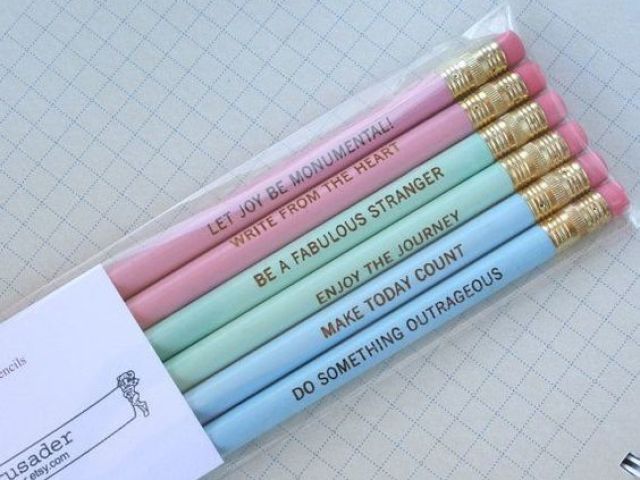 LET JOY BE MONUMENTAL!
WRITE FROM THE HEART
BE A FABULOUS STRANGER
ENJOY THE JOURNEY
MAKE TODAY COUNT
DO SOMETHING OUTRAGEOUS
encils
rusader
etsy.com